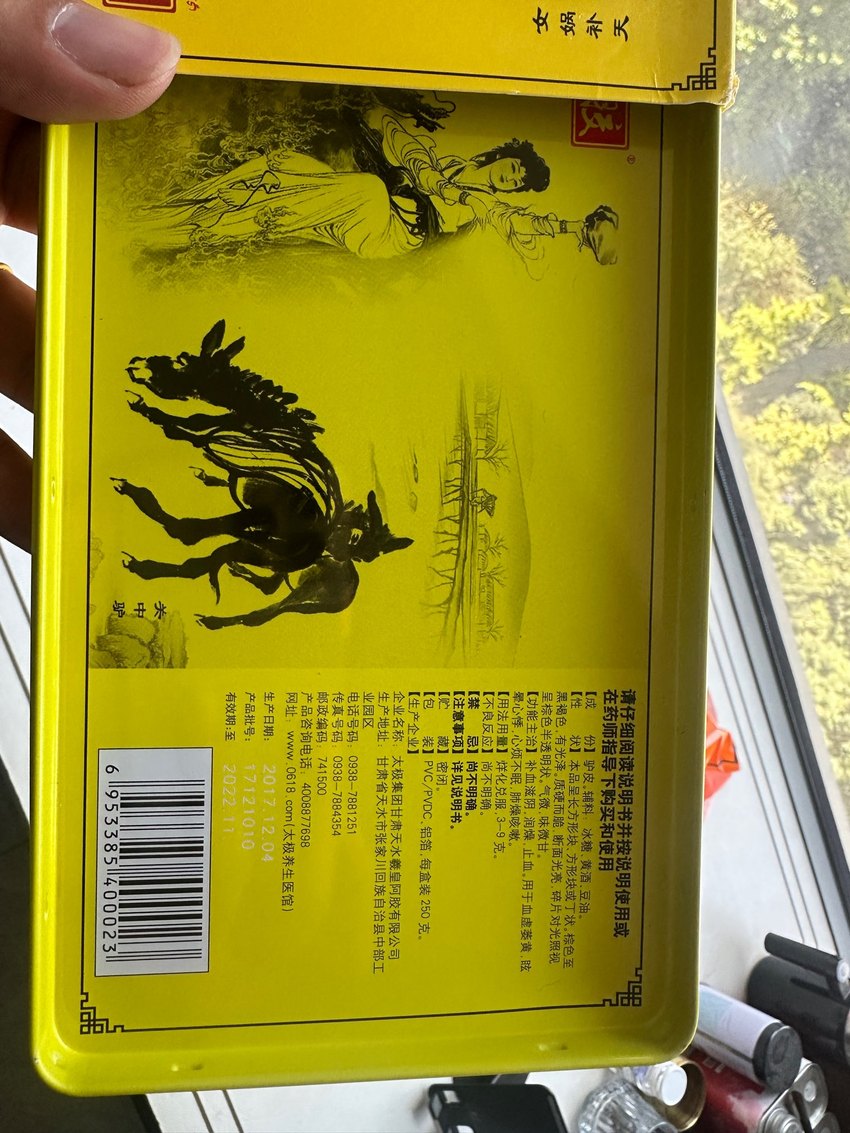 女娲补天
关中驴
请仔细阅读说明书并按说明使用或
在药师指导下购买和使用
【成　份】驴皮。辅料：冰糖、黄酒、豆油。
【性　状】本品呈长方形块、方形块或丁状。棕色至
黑褐色，有光泽。质硬而脆，断面光亮，碎片对光照视
呈棕色半透明状。气微，味微甘。
【功能主治】补血滋阴，润燥，止血。用于血虚萎黄，眩
晕心悸，心烦不眠，肺燥咳嗽。
【用法用量】烊化兑服，3-9克。
【不良反应】尚不明确。
【禁　忌】尚不明确。
【注意事项】详见说明书。
【贮　藏】密闭。
【包　装】PVC/PVDC，铝箔，每盒装250克。
【生产企业】
企业名称：太极集团甘肃天水羲皇阿胶有限公司
生产地址：甘肃省天水市张家川回族自治县中部工
业园区
电话号码：0938-7881251
传真号码：0938-7884354
邮政编码：741500
产品咨询电话：4008877698
网址：www.0618.com(太极养生医馆)
生产日期：2017.12.04
产品批号：17121010
有效期：至2022.11
6 953385 400023